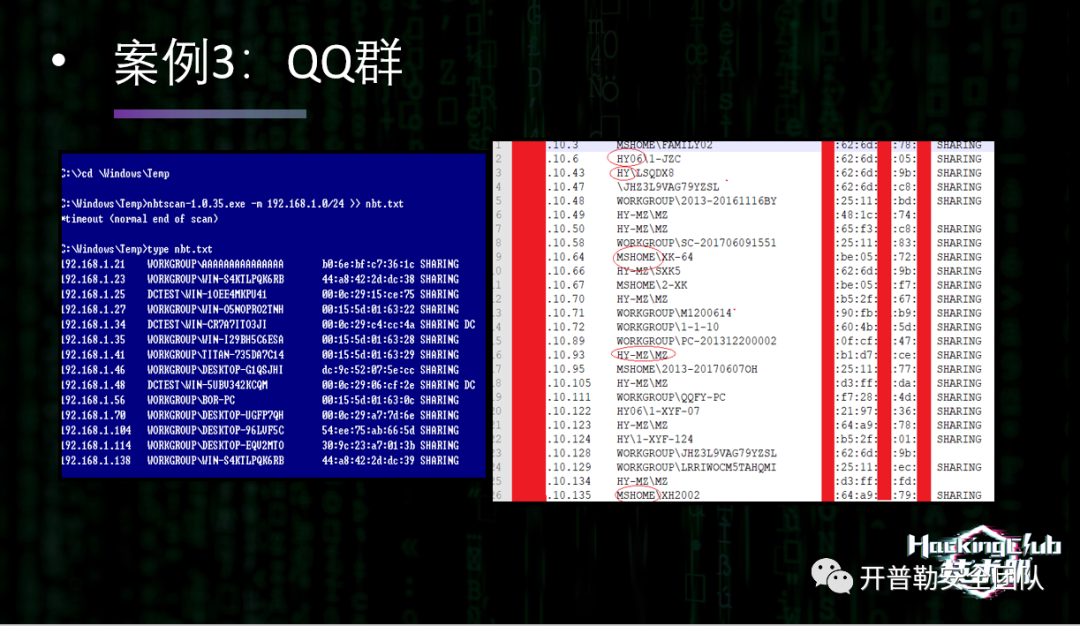 • 案例3：QQ群
C:\>cd \Windows\Temp
C:\Windows\Temp>nbtscan-1.0.35.exe -m 192.168.1.0/24 >> nbt.txt
*timeout (normal end of scan)
C:\Windows\Temp>type nbt.txt
192.168.1.21 WORKGROUP\AAAAAAAAAAAAAAA b0:6e:bf:c7:36:1c SHARING
192.168.1.23 WORKGROUP\WIN-S4KTLPQK6RB 44:a8:42:2d:dc:38 SHARING
192.168.1.25 DCTEST\WIN-1OEE4MKPU41 00:0c:29:15:ce:75 SHARING
192.168.1.27 WORKGROUP\WIN-O5NOPRO2INH 00:15:5d:01:63:22 SHARING
192.168.1.34 DCTEST\WIN-CR7A7ITO3JI 00:0c:29:c4:cc:4a SHARING DC
192.168.1.35 WORKGROUP\WIN-I29BH5C6ESA 00:15:5d:01:63:28 SHARING
192.168.1.41 WORKGROUP\TITAN-735DA7C14 00:15:5d:01:63:29 SHARING
192.168.1.46 WORKGROUP\DESKTOP-G1QSJHI dc:9c:52:07:5e:cc SHARING
192.168.1.48 DCTEST\WIN-5UBU342KCQM 00:0c:29:06:cf:2e SHARING DC
192.168.1.56 WORKGROUP\BOR-PC 00:15:5d:01:63:0c SHARING
192.168.1.70 WORKGROUP\DESKTOP-UGFP7QH 00:0c:29:a7:7d:6e SHARING
192.168.1.104 WORKGROUP\DESKTOP-96LUF5C 54:ee:75:ab:66:5d SHARING
192.168.1.114 WORKGROUP\DESKTOP-EQU2MTO 30:9c:23:a7:01:3b SHARING
192.168.1.138 WORKGROUP\WIN-S4KTLPQK6RB 44:a8:42:2d:dc:39 SHARING
1 .10.3 MSHOME\FAMILY02 :62:6d: :78: SHARING
2 .10.6 HY06\1-JZC :62:6d: :05: SHARING
3 .10.43 HY\LSQDX8 :62:6d: :9b: SHARING
4 .10.47 \JHZ3L9VAG79YZSL :62:6d: :c8: SHARING
5 .10.48 WORKGROUP\2013-20161116BY :25:11: :bd: SHARING
6 .10.49 HY-MZ\MZ :48:1c: :74:
7 .10.50 HY-MZ\MZ :65:f3: :c8: SHARING
8 .10.58 WORKGROUP\SC-201706091551 :25:11: :83: SHARING
9 .10.64 MSHOME\XK-64 :be:05: :72: SHARING
0 .10.66 HY-MZ\SXK5 :62:6d: :9b: SHARING
1 .10.67 MSHOME\2-XK :be:05: :f7: SHARING
2 .10.70 HY-MZ\MZ :b5:2f: :67: SHARING
3 .10.71 WORKGROUP\M1200614 :90:fb: :b9: SHARING
4 .10.72 WORKGROUP\1-1-10 :60:4b: :5d: SHARING
5 .10.89 WORKGROUP\PC-201312200002 :0f:cf: :47: SHARING
6 .10.93 HY-MZ\MZ :b1:d7: :ce: SHARING
7 .10.95 MSHOME\2013-20170607OH :25:11: :77: SHARING
8 .10.105 HY-MZ\MZ :d3:ff: :da: SHARING
9 .10.111 WORKGROUP\QQFY-PC :f7:28: :4d: SHARING
20 .10.122 HY06\1-XYF-07 :21:97: :36: SHARING
21 .10.123 HY-MZ\MZ :64:a9: :78: SHARING
22 .10.124 HY\1-XYF-124 :b5:2f: :01: SHARING
23 .10.128 WORKGROUP\JHZ3L9VAG79YZSL :62:6d: :9b:
24 .10.129 WORKGROUP\LRRIWOCM5TAHQMI :25:11: :ec: SHARING
25 .10.134 HY-MZ\MZ :d3:ff: :fd:
26 .10.135 MSHOME\XH2002 :64:a9: :79: SHARING
HackingClub
开普勒安全团队